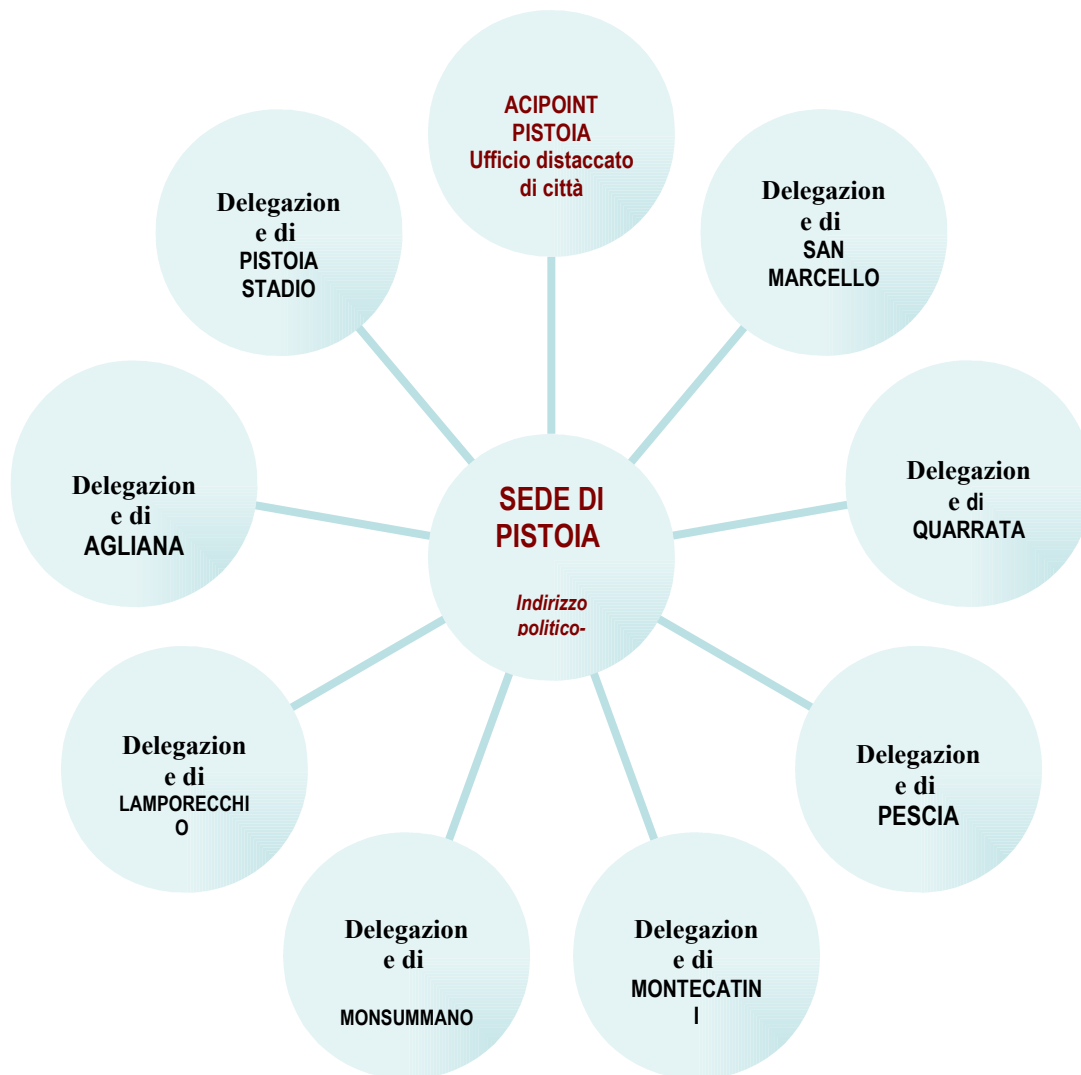 ACIPOINT
PISTOIA
Ufficio distaccato
di città
Delegazion
e di
SAN
MARCELLO
Delegazion
e di
QUARRATA
Delegazion
e di
PESCIA
Delegazion
e di
MONTECATIN
I
Delegazion
e di
MONSUMMANO
Delegazion
e di
LAMPORECCHI
O
Delegazion
e di
AGLIANA
Delegazion
e di
PISTOIA
STADIO
SEDE DI
PISTOIA
Indirizzo
politico-